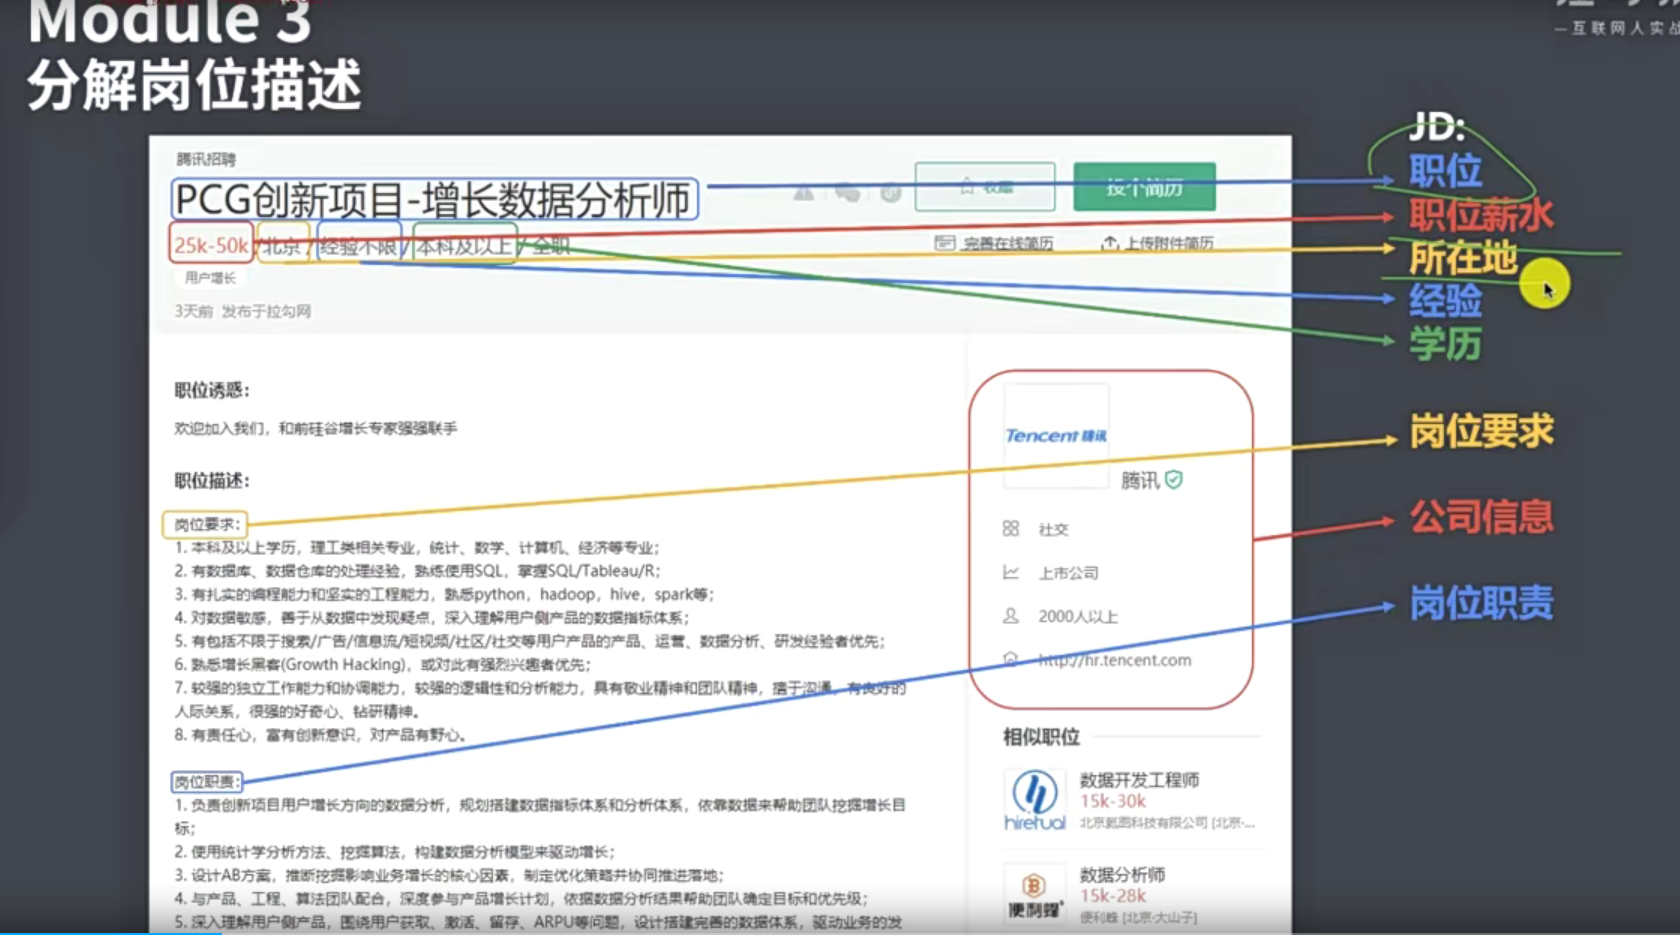 Module 3
分解岗位描述
—互联网人实战
腾讯招聘
PCG创新项目-增长数据分析师
收藏
投个简历
25k-50k /北京 / 经验不限 / 本科及以上 / 全职
完善在线简历
上传附件简历
用户增长
3天前 发布于拉勾网
JD:
职位
职位薪水
所在地
经验
学历
岗位要求
公司信息
岗位职责
职位诱惑:
欢迎加入我们，和前硅谷增长专家强强联手
职位描述:
岗位要求:
1. 本科及以上学历，理工类相关专业，统计、数学、计算机、经济等专业；
2. 有数据库、数据仓库的处理经验，熟练使用SQL，掌握SQL/Tableau/R；
3. 有扎实的编程能力和坚实的工程能力，熟悉python，hadoop，hive，spark等；
4. 对数据敏感，善于从数据中发现疑点，深入理解用户侧产品的数据指标体系；
5. 有包括不限于搜索/广告/信息流/短视频/社区/社交等用户产品的产品、运营、数据分析、研发经验者优先；
6. 熟悉增长黑客(Growth Hacking)，或对此有强烈兴趣者优先；
7. 较强的独立工作能力和协调能力，较强的逻辑性和分析能力，具有敬业精神和团队精神，擅于沟通，有良好的
人际关系，很强的好奇心、钻研精神。
8. 有责任心，富有创新意识，对产品有野心。
岗位职责:
1. 负责创新项目用户增长方向的数据分析，规划搭建数据指标体系和分析体系，依靠数据来帮助团队挖掘增长目
标；
2. 使用统计学分析方法、挖掘算法，构建数据分析模型来驱动增长；
3. 设计AB方案，推断挖掘影响业务增长的核心因素，制定优化策略并协同推进落地；
4. 与产品、工程、算法团队配合，深度参与产品增长计划，依据数据分析结果帮助团队确定目标和优先级；
5. 深入理解用户侧产品，围绕用户获取、激活、留存、ARPU等问题，设计搭建完善的数据体系，驱动业务的发
Tencent 腾讯
腾讯
社交
上市公司
2000人以上
http://hr.tencent.com
相似职位
hiretual
数据开发工程师
15k-30k
北京氦图科技有限公司 [北京·...
便利蜂
数据分析师
15k-28k
便利蜂 [北京·大山子]